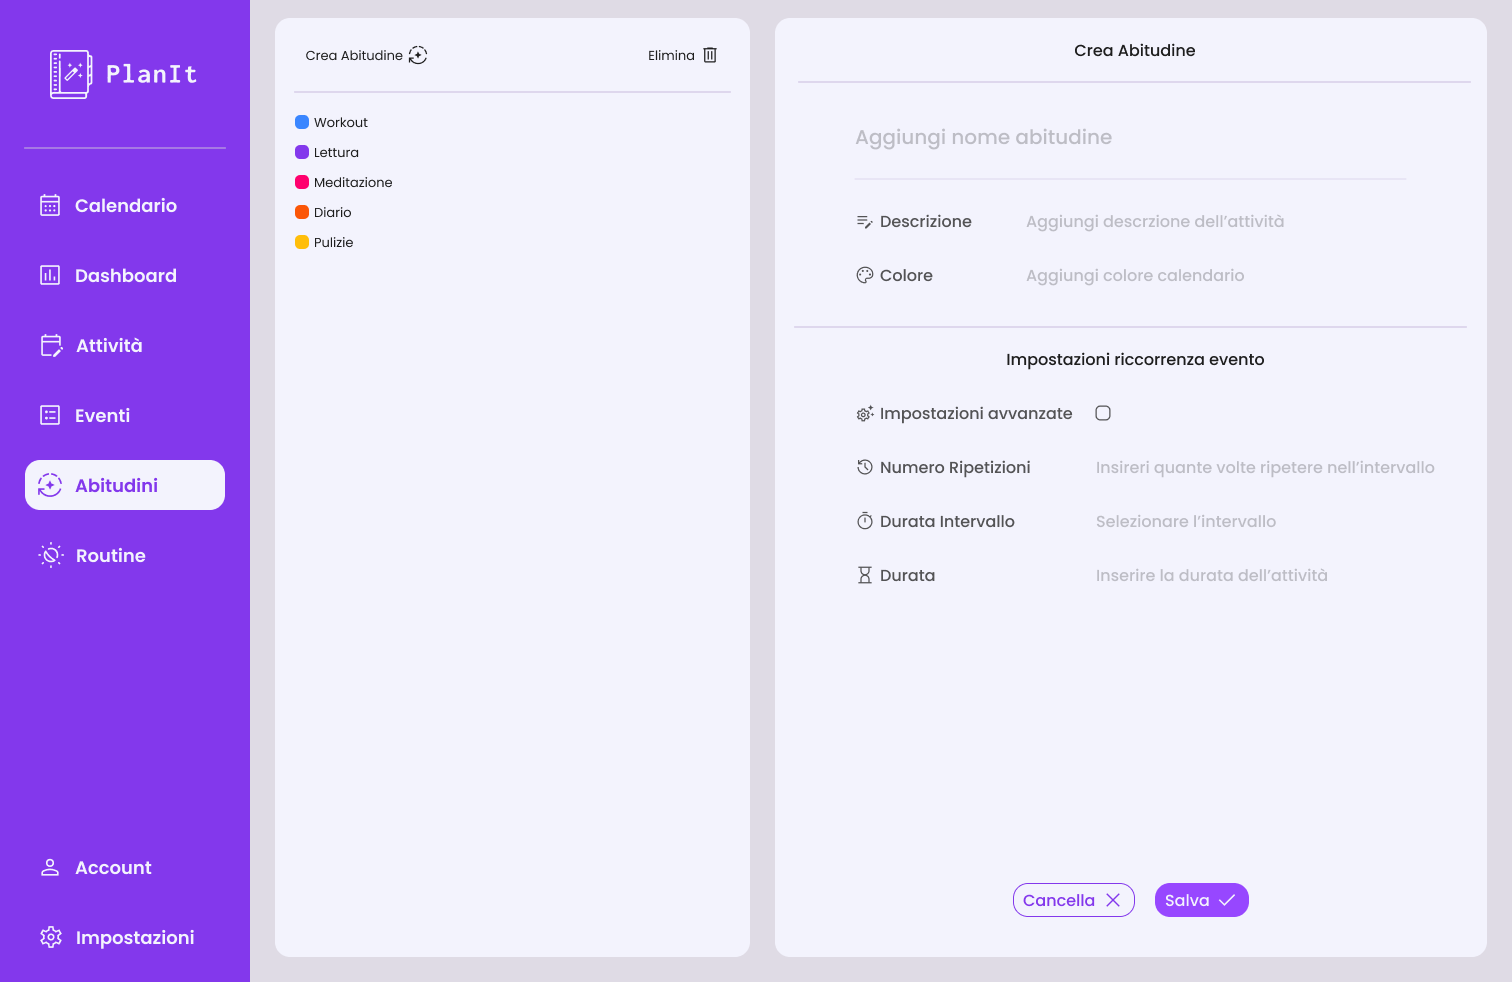 PlanIt
Calendario
Dashboard
Attività
Eventi
Abitudini
Routine
Account
Impostazioni
Crea Abitudine
Elimina
Workout
Lettura
Meditazione
Diario
Pulizie
Crea Abitudine
Aggiungi nome abitudine
Descrizione Aggiungi descrzione dell’attività
Colore Aggiungi colore calendario
Impostazioni riccorrenza evento
Impostazioni avvanzate
Numero Ripetizioni Insireri quante volte ripetere nell’intervallo
Durata Intervallo Selezionare l’intervallo
Durata Inserire la durata dell’attività
Cancella
Salva